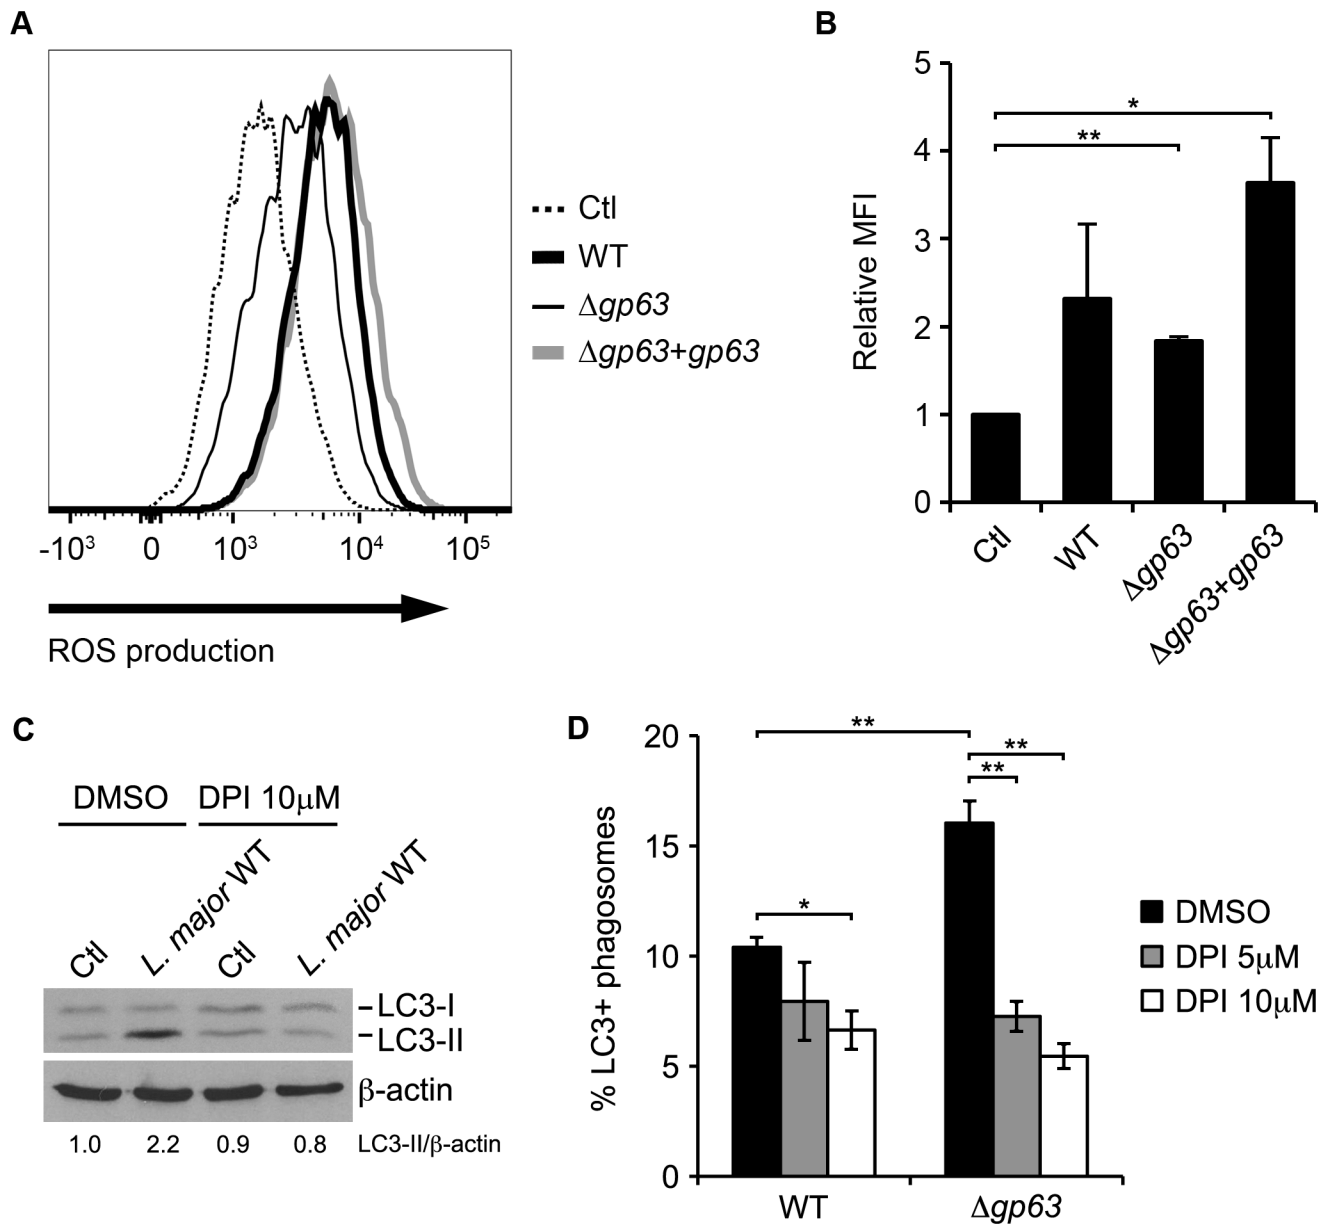 A
Ctl
WT
Δgp63
Δgp63+gp63
-10³ 0 10³ 10⁴ 10⁵
ROS production
B
Relative MFI
5
4
3
2
1
0
*
**
Ctl
WT
Δgp63
Δgp63+gp63
C
DMSO DPI 10μM
Ctl
L. major WT
Ctl
L. major WT
LC3-I
LC3-II
β-actin
1.0 2.2 0.9 0.8 LC3-II/β-actin
D
% LC3+ phagosomes
20
15
10
5
0
**
**
**
*
WT
Δgp63
DMSO
DPI 5μM
DPI 10μM